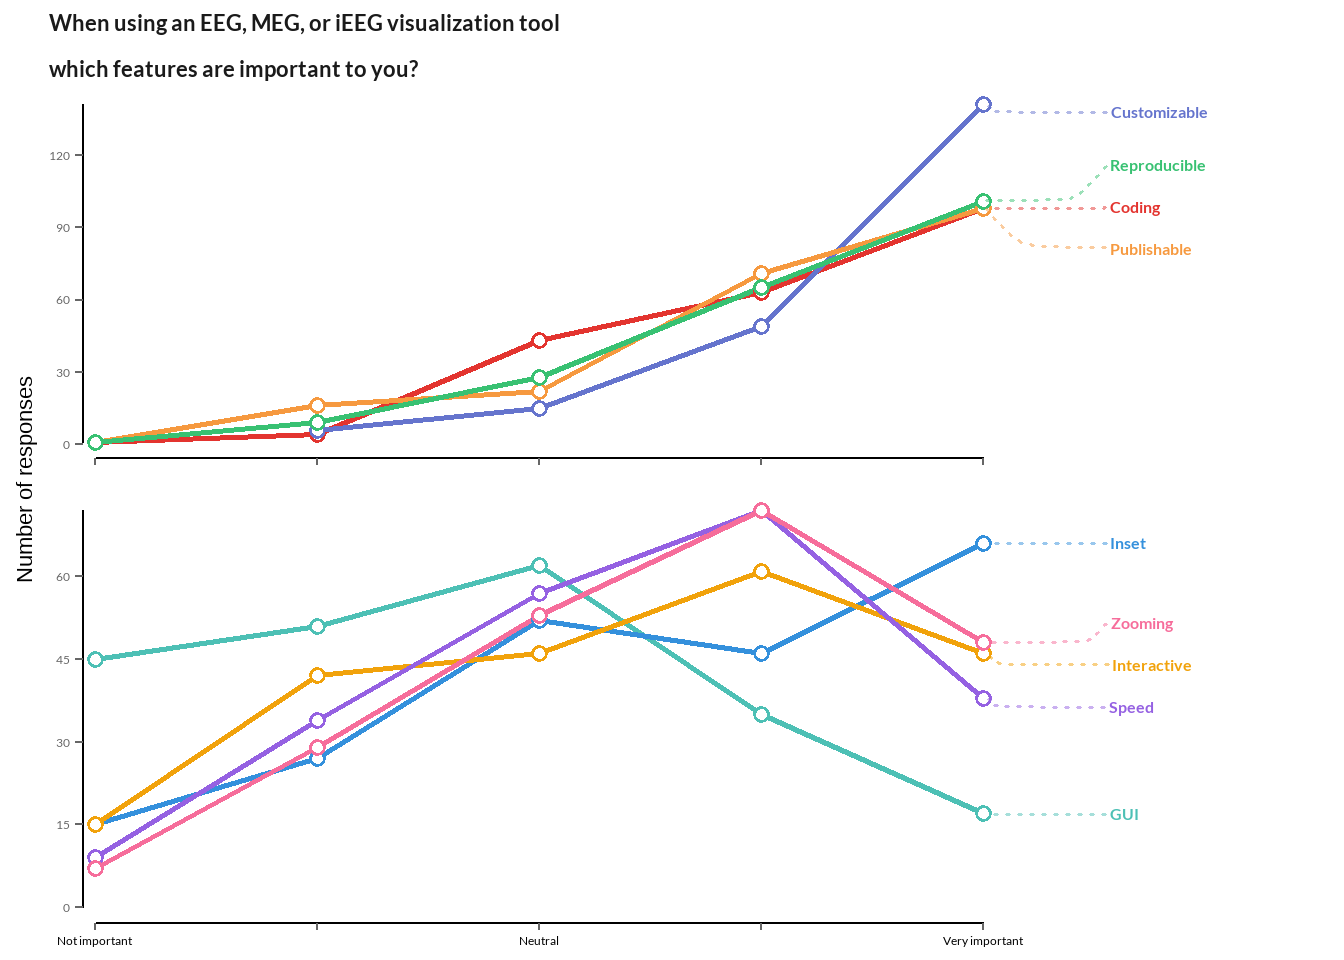 When using an EEG, MEG, or iEEG visualization tool
which features are important to you?
Number of responses
120
90
60
30
0
Customizable
Reproducible
Coding
Publishable
60
45
30
15
0
Inset
Zooming
Interactive
Speed
GUI
Not important
Neutral
Very important